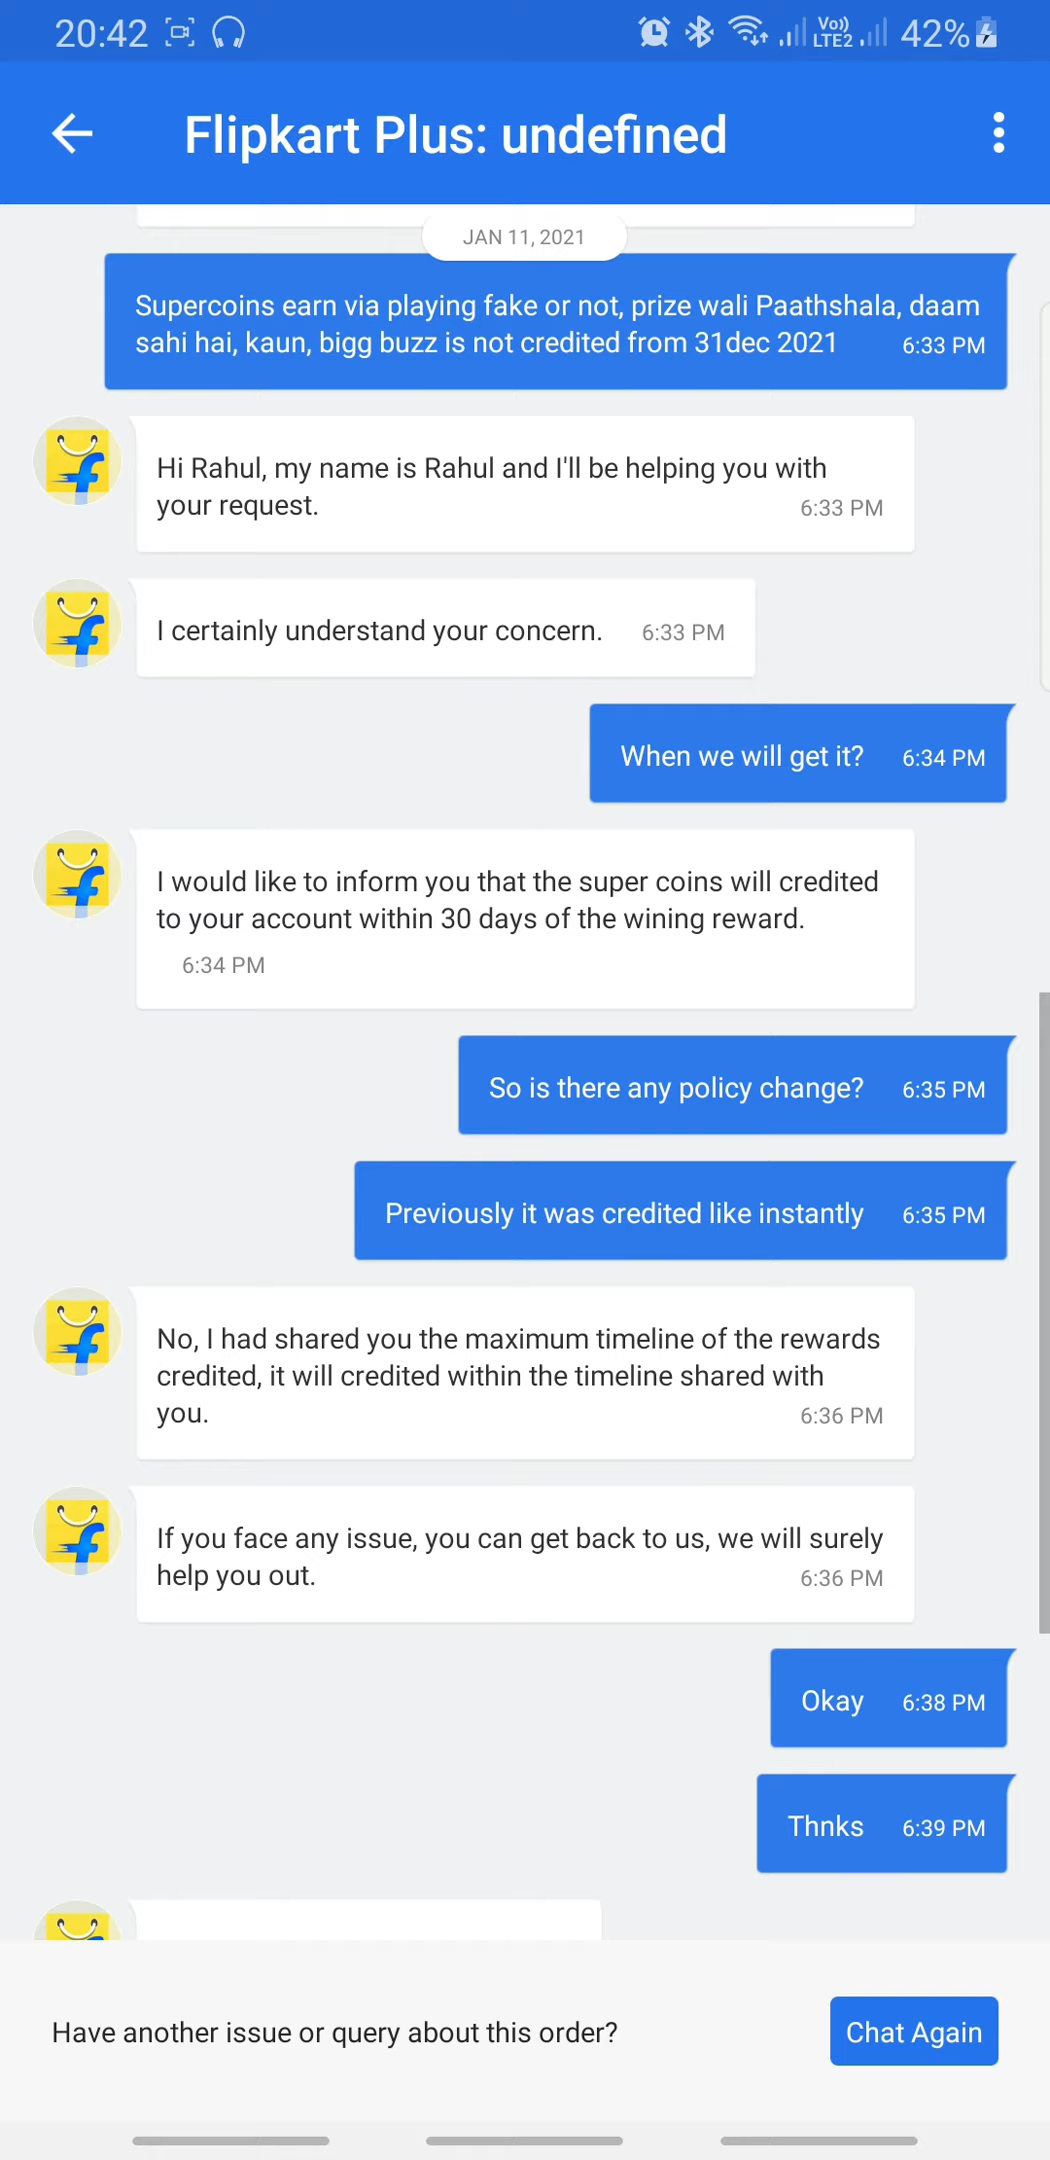 20:42
Vo)) LTE2 42%
Flipkart Plus: undefined
JAN 11, 2021
Supercoins earn via playing fake or not, prize wali Paathshala, daam
sahi hai, kaun, bigg buzz is not credited from 31dec 2021 6:33 PM
Hi Rahul, my name is Rahul and I'll be helping you with
your request. 6:33 PM
I certainly understand your concern. 6:33 PM
When we will get it? 6:34 PM
I would like to inform you that the super coins will credited
to your account within 30 days of the wining reward.
6:34 PM
So is there any policy change? 6:35 PM
Previously it was credited like instantly 6:35 PM
No, I had shared you the maximum timeline of the rewards
credited, it will credited within the timeline shared with
you. 6:36 PM
If you face any issue, you can get back to us, we will surely
help you out. 6:36 PM
Okay 6:38 PM
Thnks 6:39 PM
Have another issue or query about this order? Chat Again